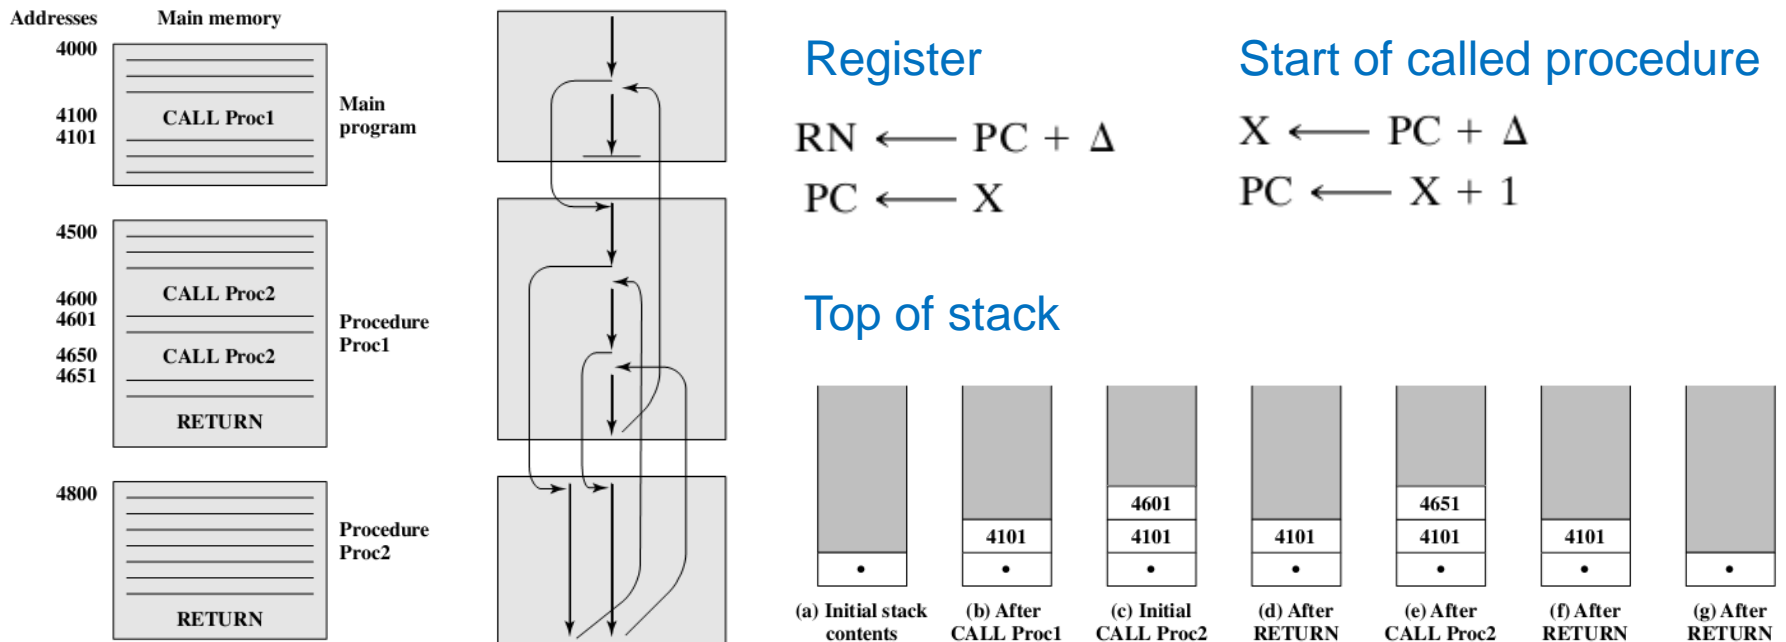 Addresses Main memory
4000
4100
4101
CALL Proc1
Main
program
4500
4600
4601
4650
4651
CALL Proc2
CALL Proc2
RETURN
Procedure
Proc1
4800
RETURN
Procedure
Proc2
Register
RN ← PC + Δ
PC ← X
Start of called procedure
X ← PC + Δ
PC ← X + 1
Top of stack
•
(a) Initial stack
contents
4101
•
(b) After
CALL Proc1
4601
4101
•
(c) Initial
CALL Proc2
4101
•
(d) After
RETURN
4651
4101
•
(e) After
CALL Proc2
4101
•
(f) After
RETURN
•
(g) After
RETURN